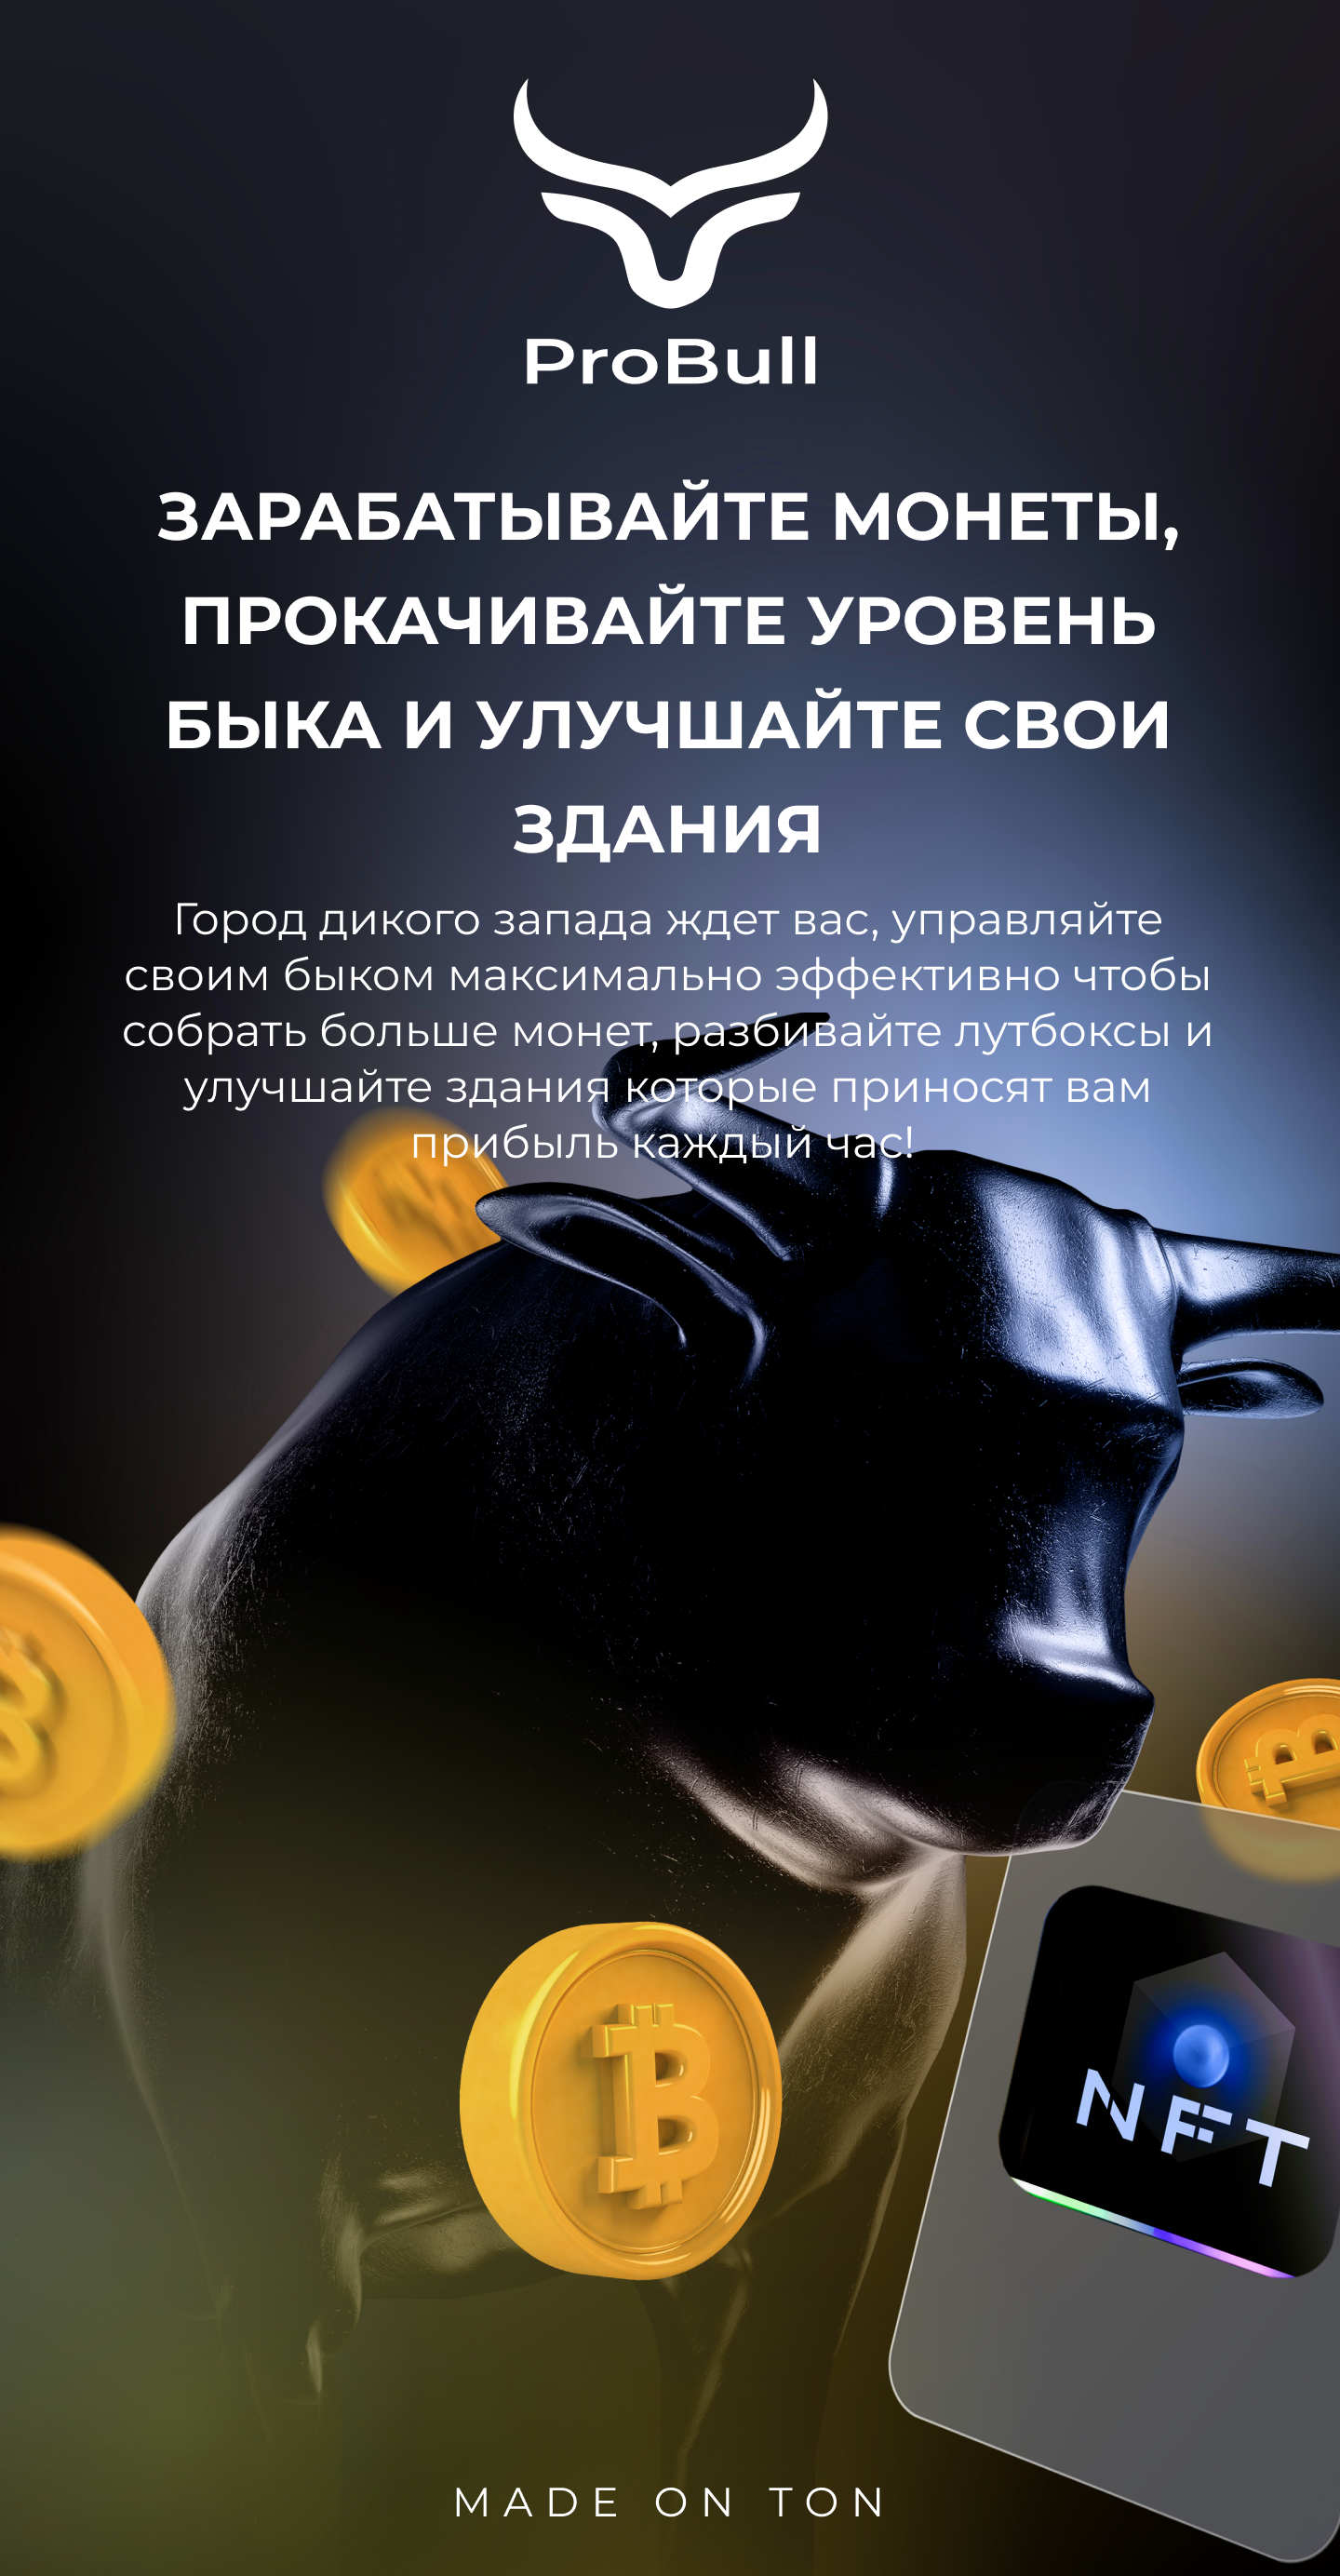 ProBull
ЗАРАБАТЫВАЙТЕ МОНЕТЫ,
ПРОКАЧИВАЙТЕ УРОВЕНЬ
БЫКА И УЛУЧШАЙТЕ СВОИ
ЗДАНИЯ
Город дикого запада ждет вас, управляйте
своим быком максимально эффективно чтобы
собрать больше монет, разбивайте лутбоксы и
улучшайте здания которые приносят вам
прибыль каждый час!
NFT
MADE ON TON